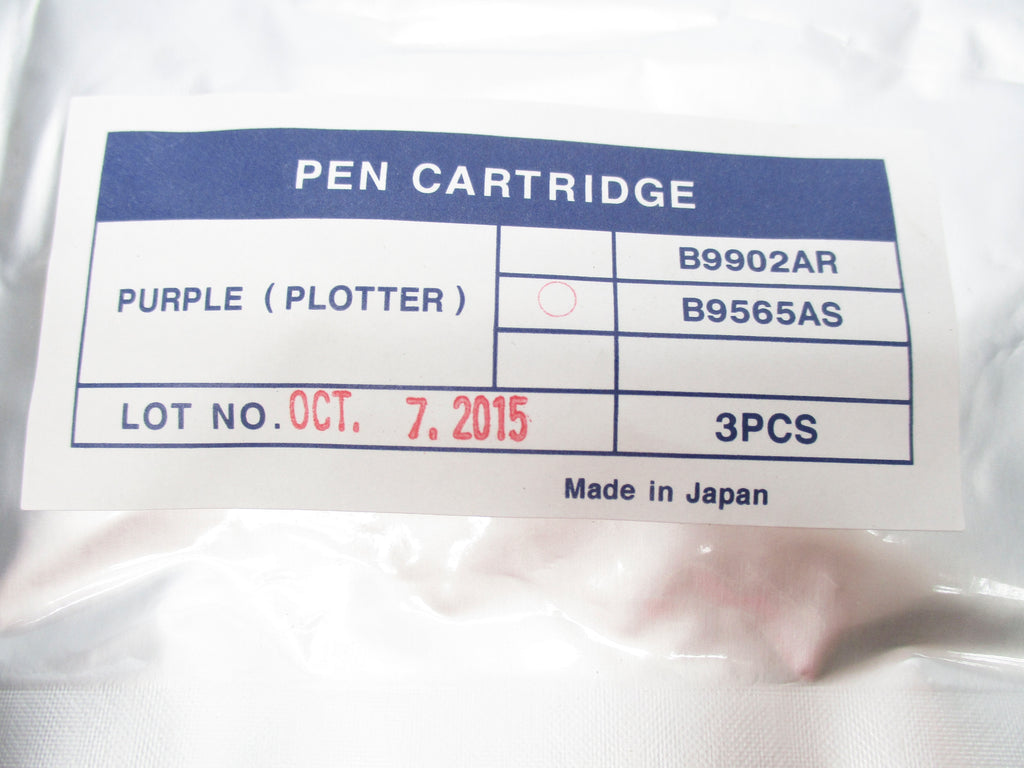 PEN CARTRIDGE
B9902AR
PURPLE (PLOTTER) B9565AS
LOT NO. OCT. 7. 2015 3PCS
Made in Japan